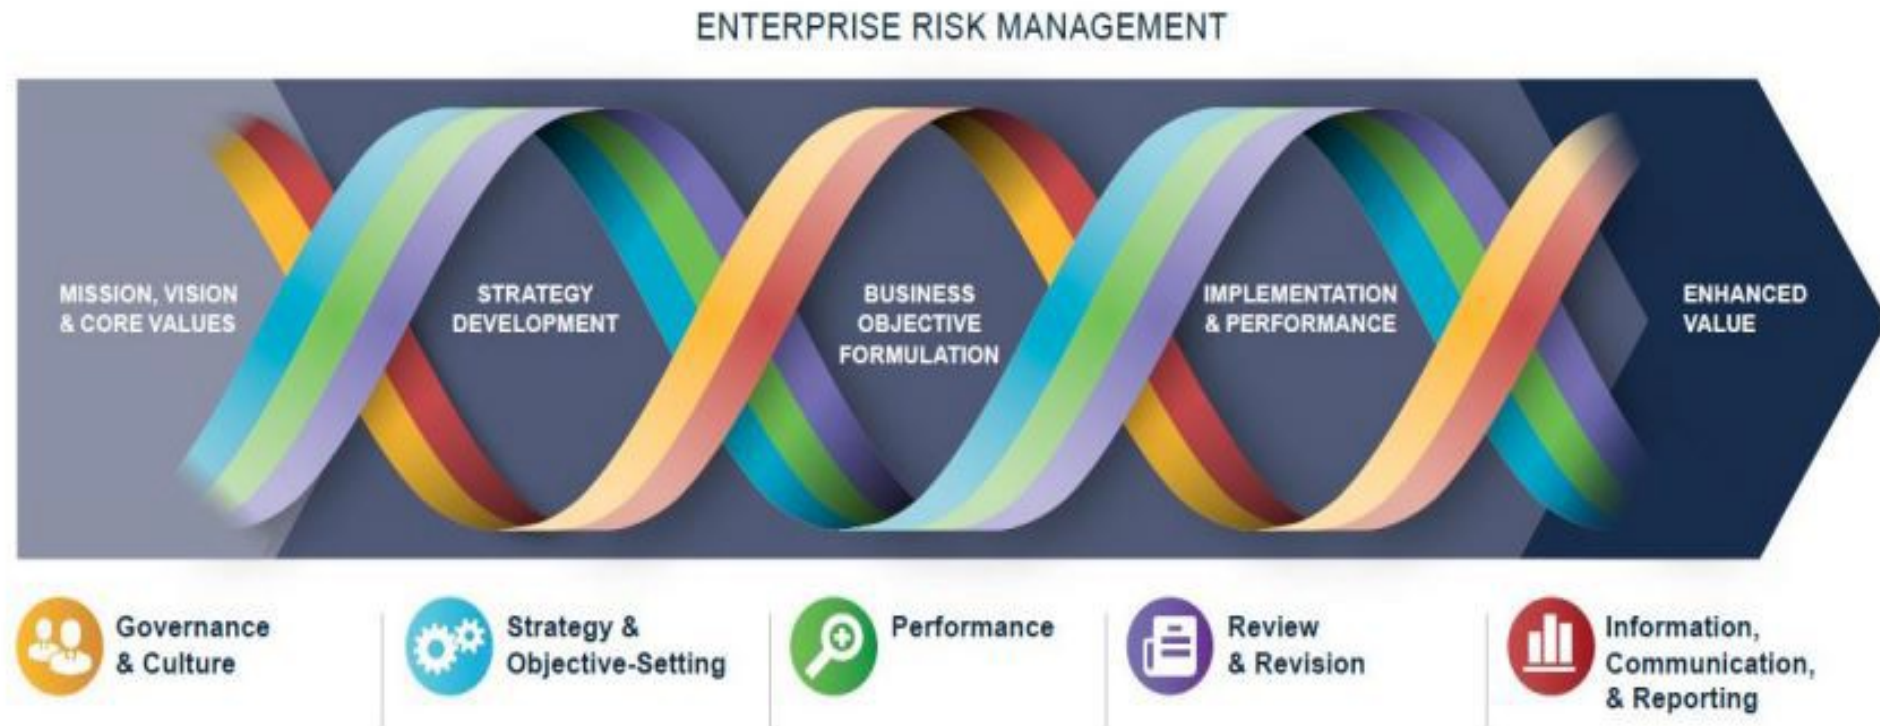 ENTERPRISE RISK MANAGEMENT
MISSION, VISION
& CORE VALUES
STRATEGY
DEVELOPMENT
BUSINESS
OBJECTIVE
FORMULATION
IMPLEMENTATION
& PERFORMANCE
ENHANCED
VALUE
Governance
& Culture
Strategy &
Objective-Setting
Performance
Review
& Revision
Information,
Communication,
& Reporting